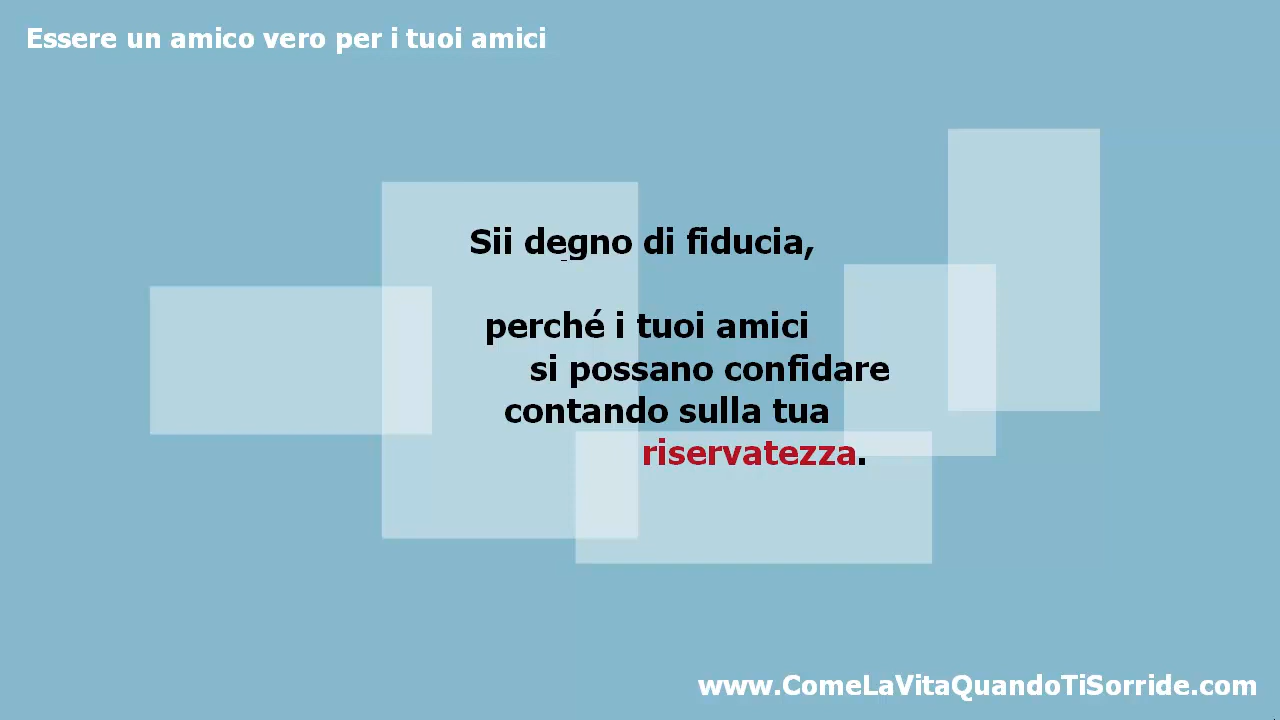 Essere un amico vero per i tuoi amici
Sii degno di fiducia,
perché i tuoi amici
si possano confidare
contando sulla tua
riservatezza.
www.ComeLaVitaQuandoTiSorride.com